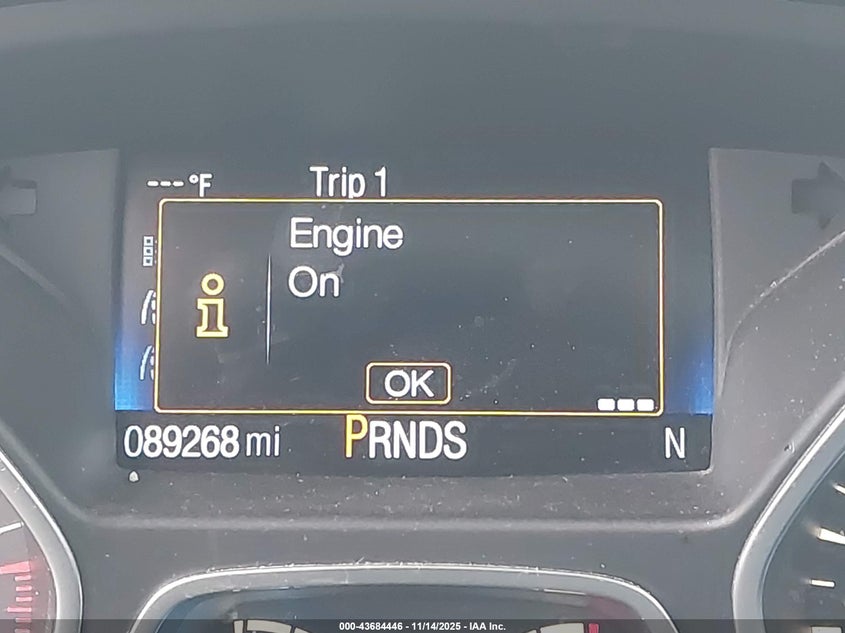 ---°F Trip 1
Engine
On
OK
089268 mi PRNDS N
000-43684446 - 11/14/2025 - IAA Inc.